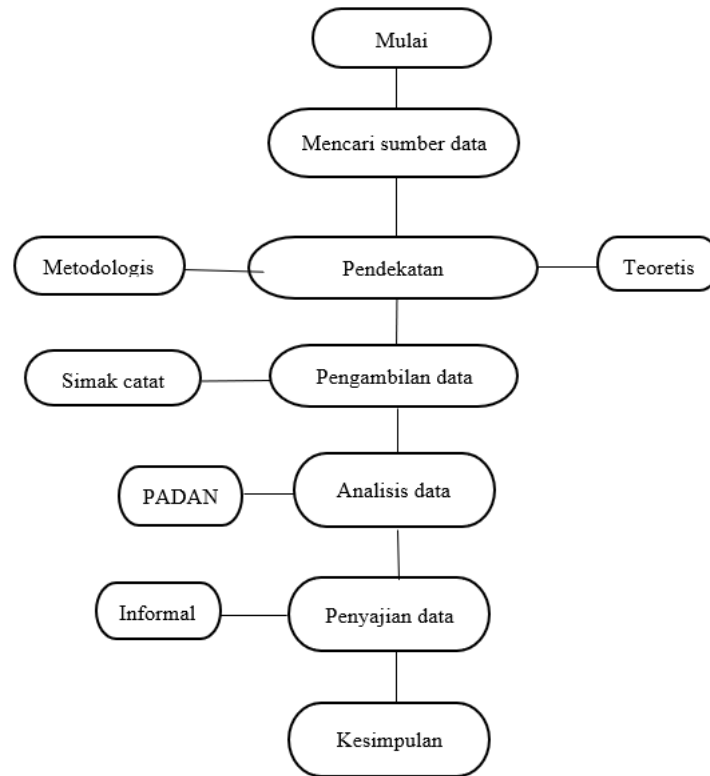 Mulai
Mencari sumber data
Metodologis
Pendekatan
Teoretis
Simak catat
Pengambilan data
PADAN
Analisis data
Informal
Penyajian data
Kesimpulan